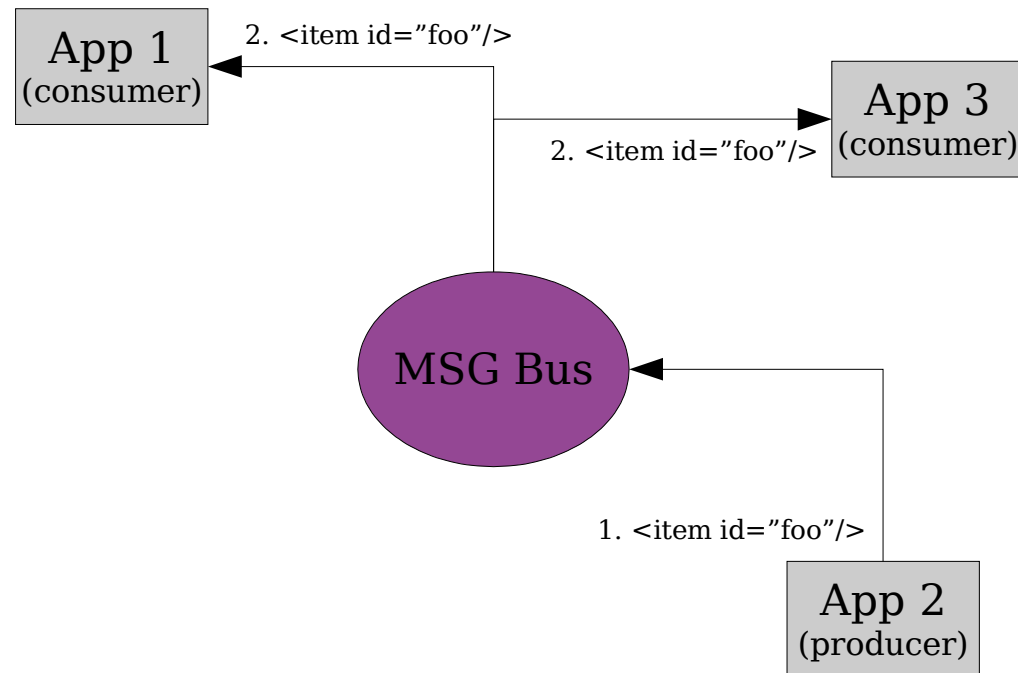 App 1
(consumer)
2. <item id=”foo”/>
App 3
(consumer)
2. <item id=”foo”/>
MSG Bus
1. <item id=”foo”/>
App 2
(producer)